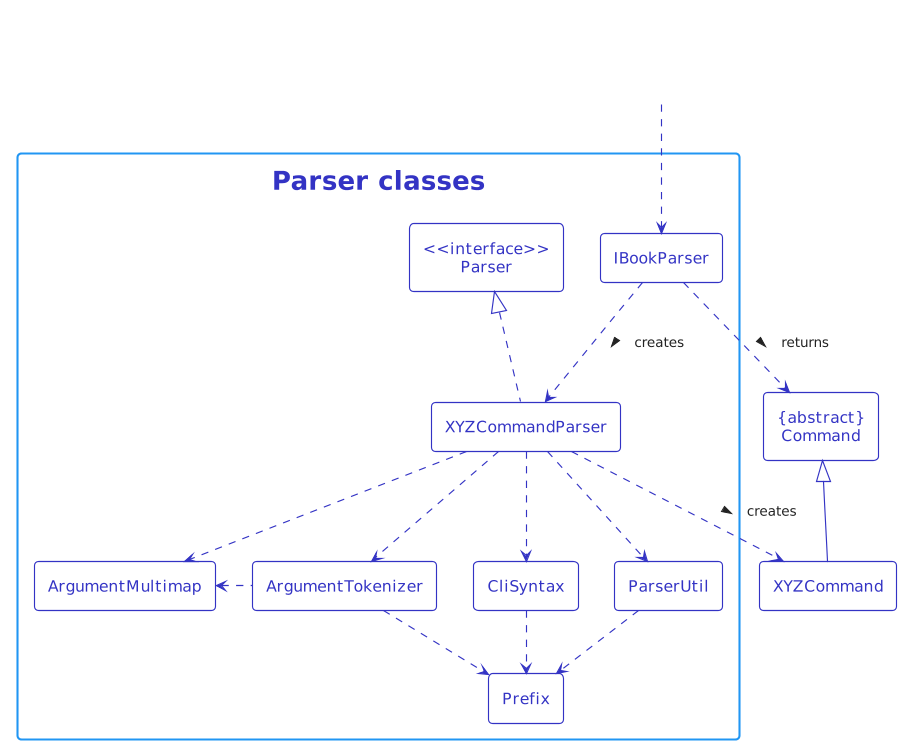 Parser classes
<<interface>>
Parser
IBookParser
creates
returns
{abstract}
Command
XYZCommandParser
creates
ArgumentMultimap
ArgumentTokenizer
CliSyntax
ParserUtil
XYZCommand
Prefix